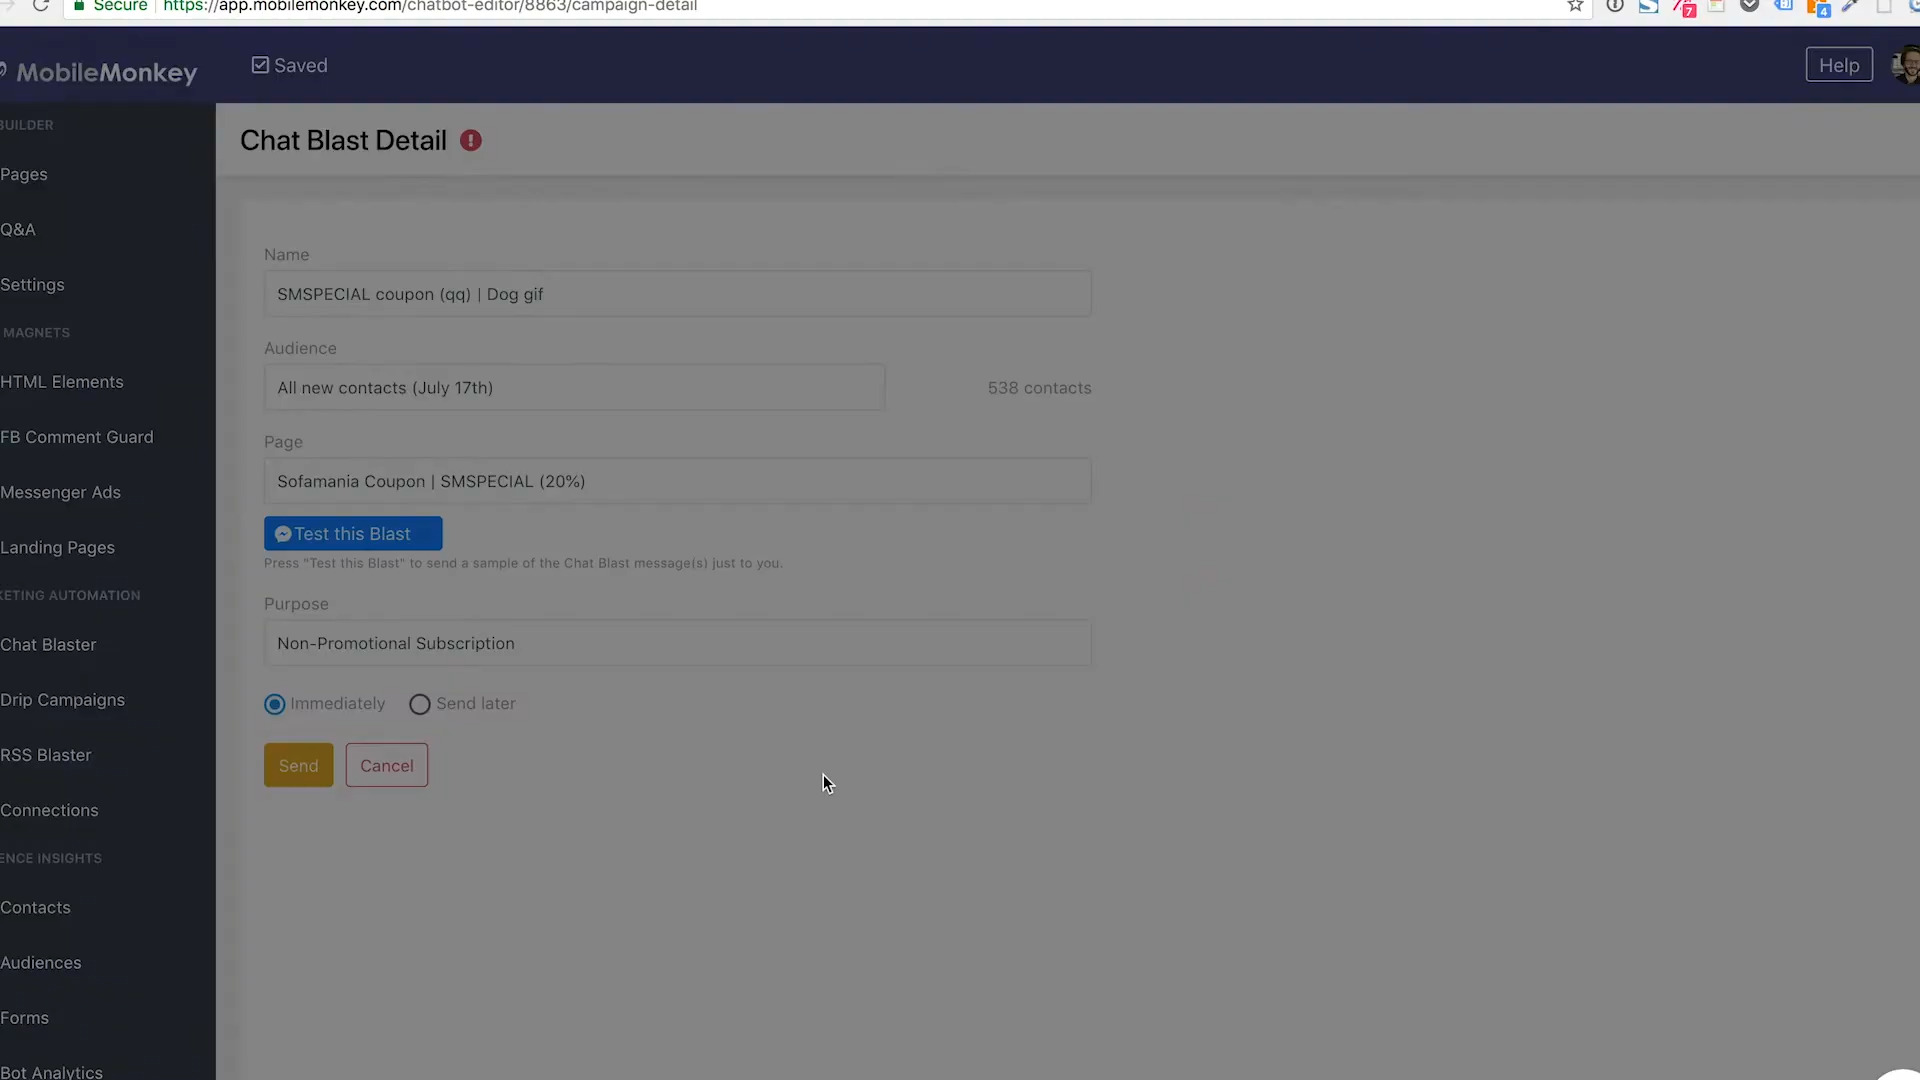 Secure https://app.mobilemonkey.com/chatbot-editor/8863/campaign-detail
7
4
MobileMonkey
Saved
Help
BUILDER
Pages
Q&A
Settings
MAGNETS
HTML Elements
FB Comment Guard
Messenger Ads
Landing Pages
KETING AUTOMATION
Chat Blaster
Drip Campaigns
RSS Blaster
Connections
ENCE INSIGHTS
Contacts
Audiences
Forms
Bot Analytics
Chat Blast Detail
Name
SMSPECIAL coupon (qq) | Dog gif
Audience
All new contacts (July 17th)
538 contacts
Page
Sofamania Coupon | SMSPECIAL (20%)
Test this Blast
Press "Test this Blast" to send a sample of the Chat Blast message(s) just to you.
Purpose
Non-Promotional Subscription
Immediately Send later
Send Cancel